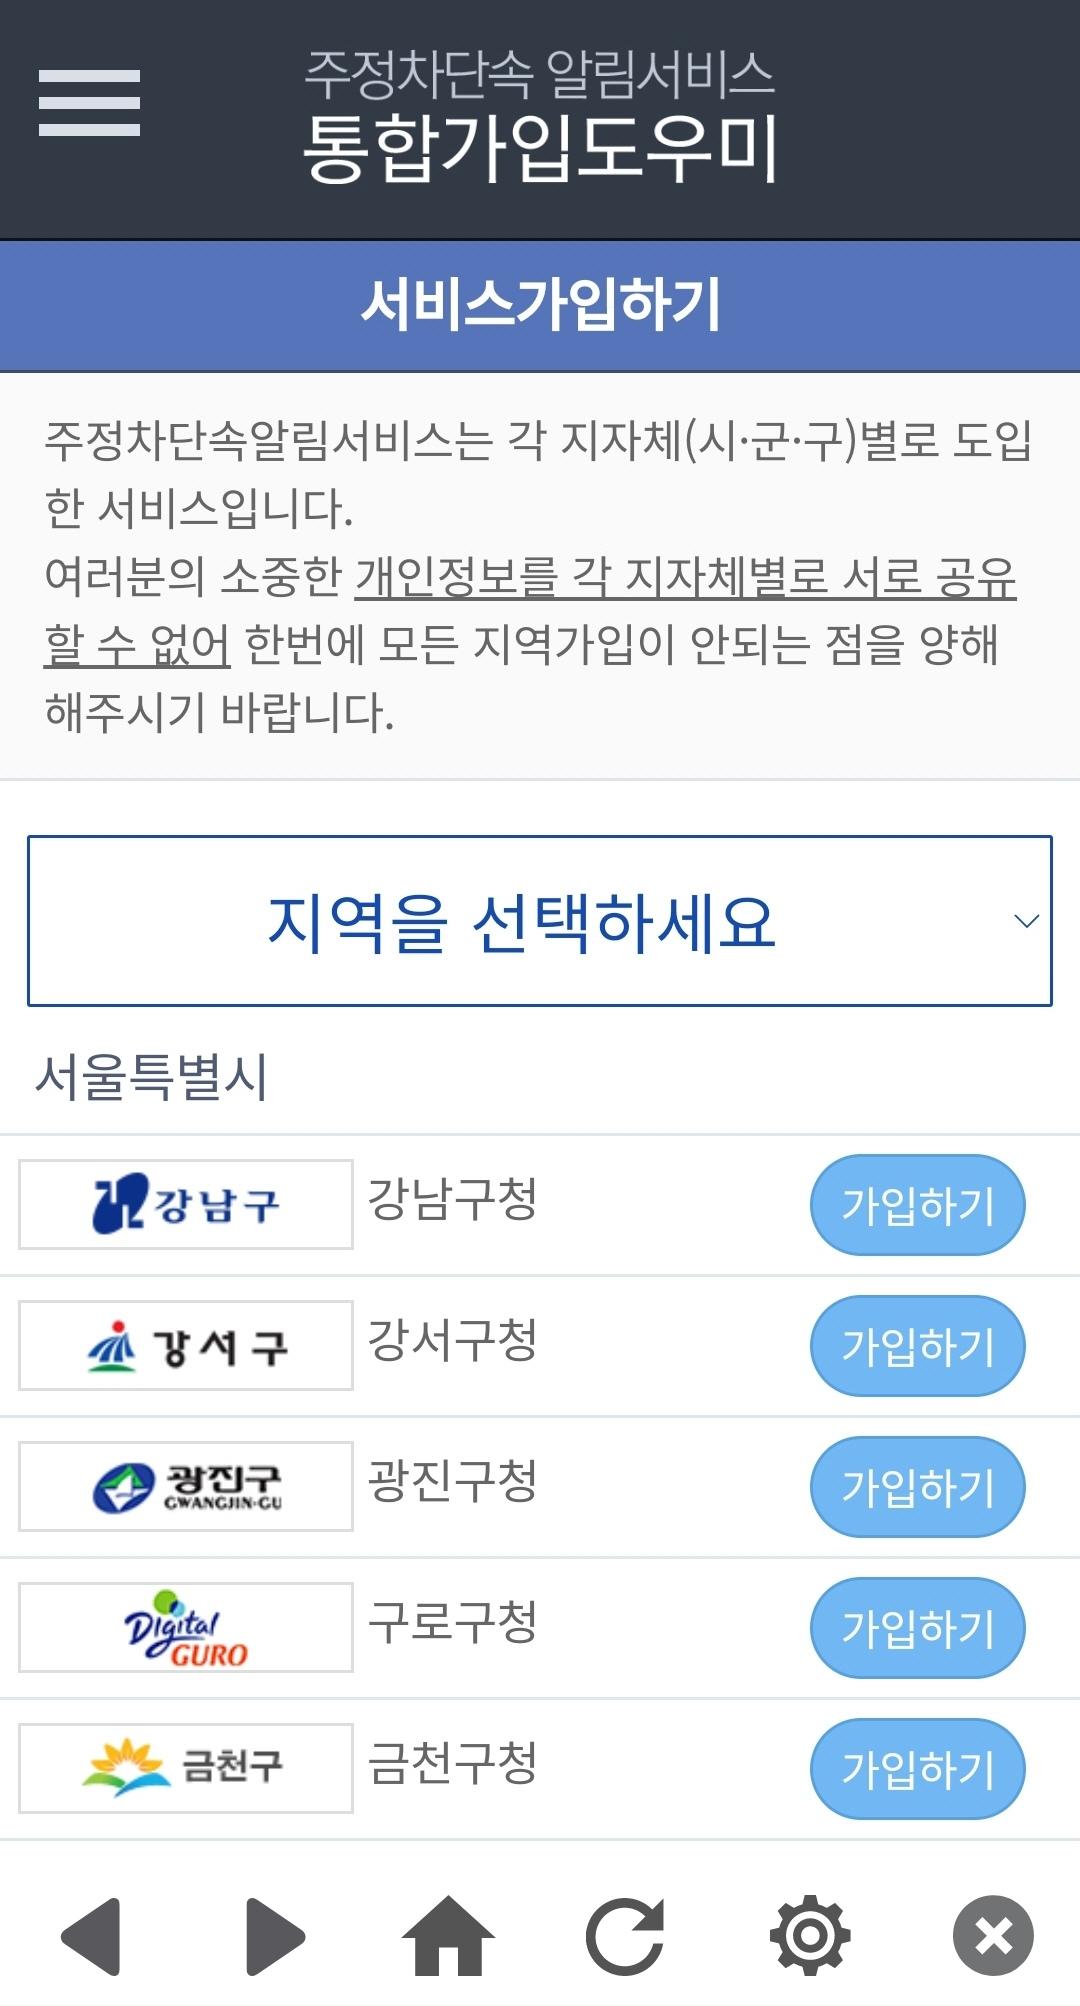 주정차단속 알림서비스
통합가입도우미
서비스가입하기
주정차단속알림서비스는 각 지자체(시·군·구)별로 도입
한 서비스입니다.
여러분의 소중한 개인정보를 각 지자체별로 서로 공유
할 수 없어 한번에 모든 지역가입이 안되는 점을 양해
해주시기 바랍니다.
지역을 선택하세요
서울특별시
강남구 강남구청 가입하기
강서구 강서구청 가입하기
광진구
GWANGJIN-GU
광진구청 가입하기
Digital
GURO
구로구청 가입하기
금천구 금천구청 가입하기